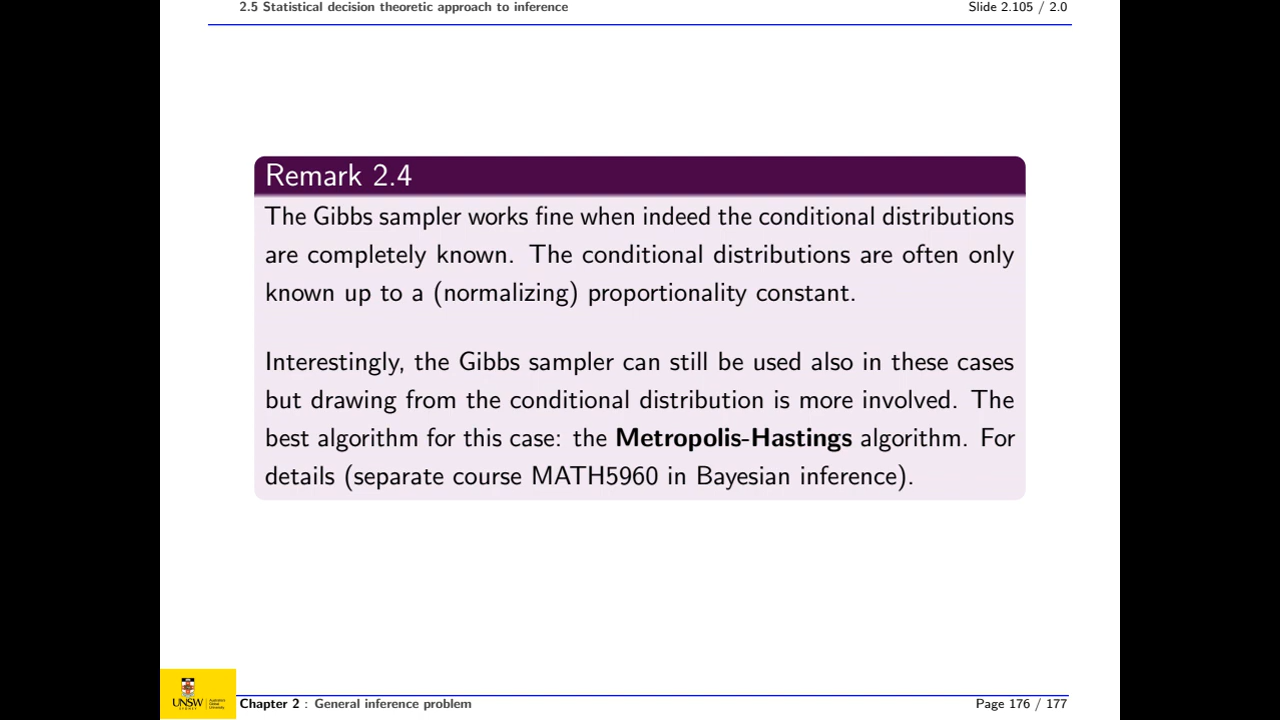 2.5 Statistical decision theoretic approach to inference
Slide 2.105 / 2.0
Remark 2.4
The Gibbs sampler works fine when indeed the conditional distributions
are completely known. The conditional distributions are often only
known up to a (normalizing) proportionality constant.
Interestingly, the Gibbs sampler can still be used also in these cases
but drawing from the conditional distribution is more involved. The
best algorithm for this case: the Metropolis-Hastings algorithm. For
details (separate course MATH5960 in Bayesian inference).
UNSW
SYDNEY
Australia's
Global
University
Chapter 2 : General inference problem
Page 176 / 177